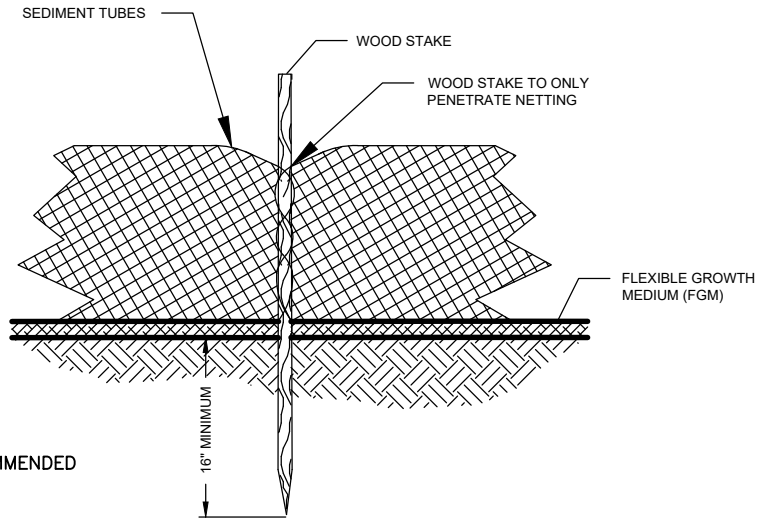 SEDIMENT TUBES
WOOD STAKE
WOOD STAKE TO ONLY
PENETRATE NETTING
FLEXIBLE GROWTH
MEDIUM (FGM)
16" MINIMUM